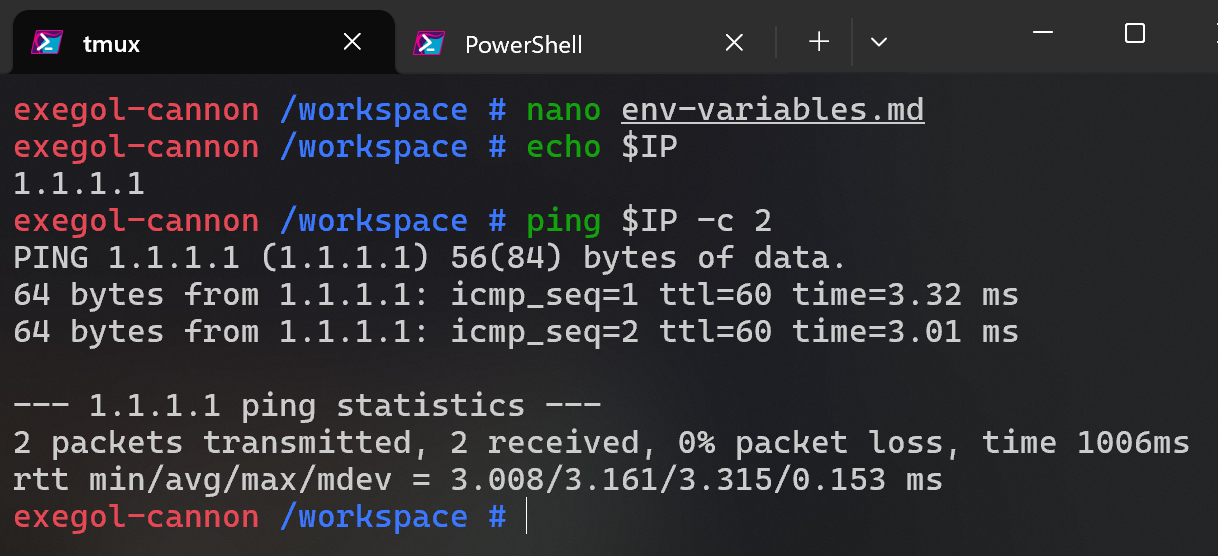 tmux
PowerShell
exegol-cannon /workspace # nano env-variables.md
exegol-cannon /workspace # echo $IP
1.1.1.1
exegol-cannon /workspace # ping $IP -c 2
PING 1.1.1.1 (1.1.1.1) 56(84) bytes of data.
64 bytes from 1.1.1.1: icmp_seq=1 ttl=60 time=3.32 ms
64 bytes from 1.1.1.1: icmp_seq=2 ttl=60 time=3.01 ms
--- 1.1.1.1 ping statistics ---
2 packets transmitted, 2 received, 0% packet loss, time 1006ms
rtt min/avg/max/mdev = 3.008/3.161/3.315/0.153 ms
exegol-cannon /workspace #